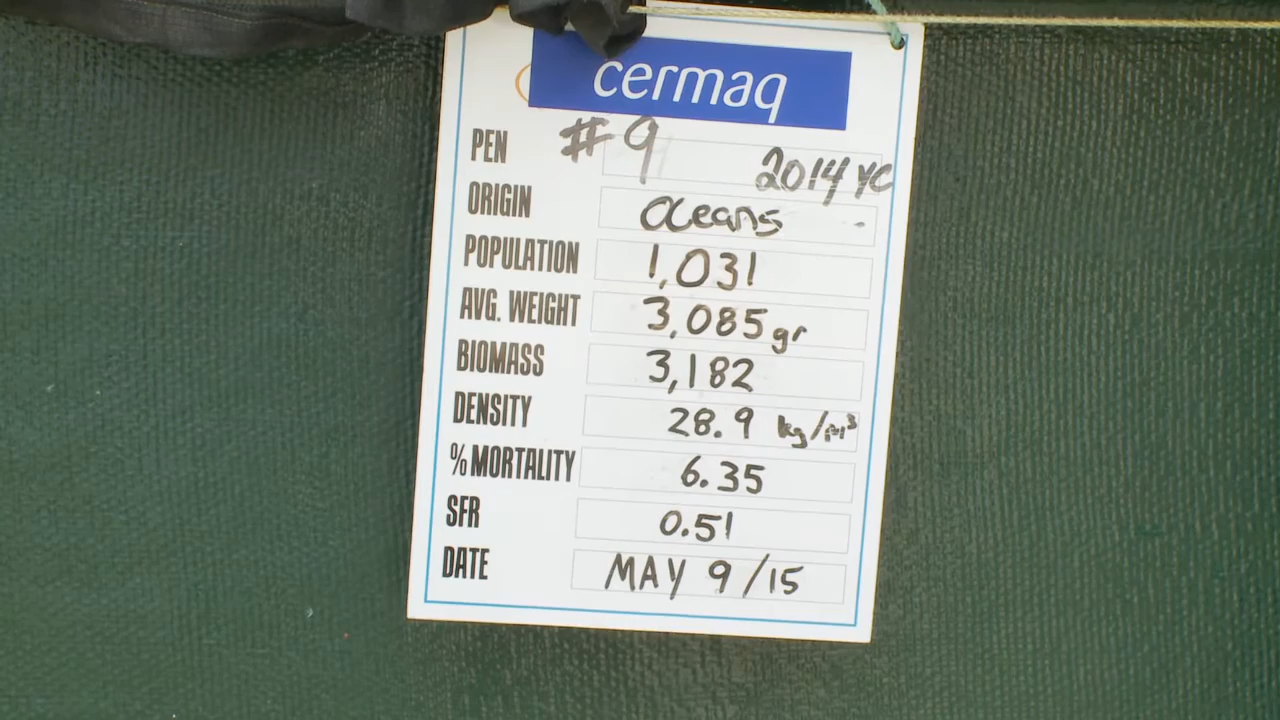 cermaq
PEN #9 2014 YC
ORIGIN Oceans
POPULATION 1,031
AVG. WEIGHT 3,085 gr
BIOMASS 3,182
DENSITY 28.9 kg/m³
% MORTALITY 6.35
SFR 0.51
DATE MAY 9/15